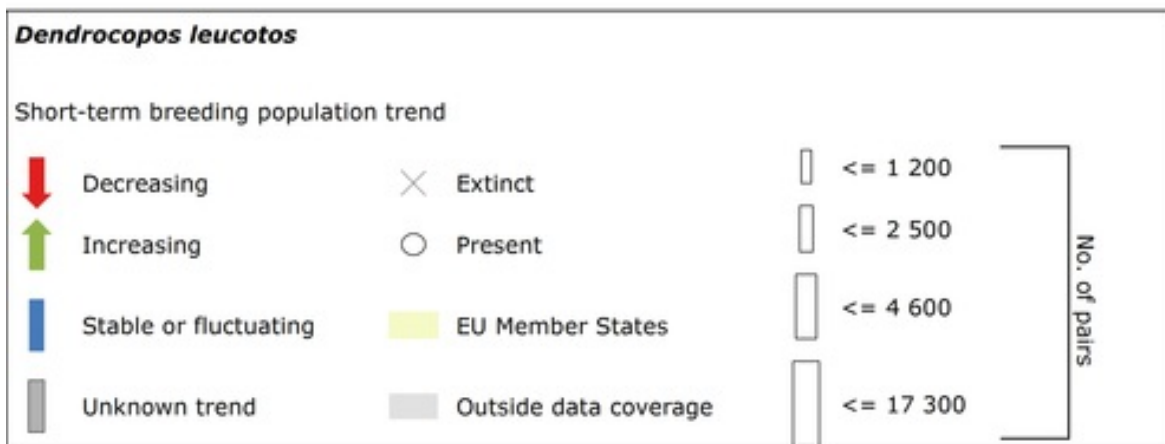 Dendrocopos leucotos
Short-term breeding population trend
Decreasing
Increasing
Stable or fluctuating
Unknown trend
Extinct
Present
EU Member States
Outside data coverage
<= 1 200
<= 2 500
<= 4 600
<= 17 300
No. of pairs